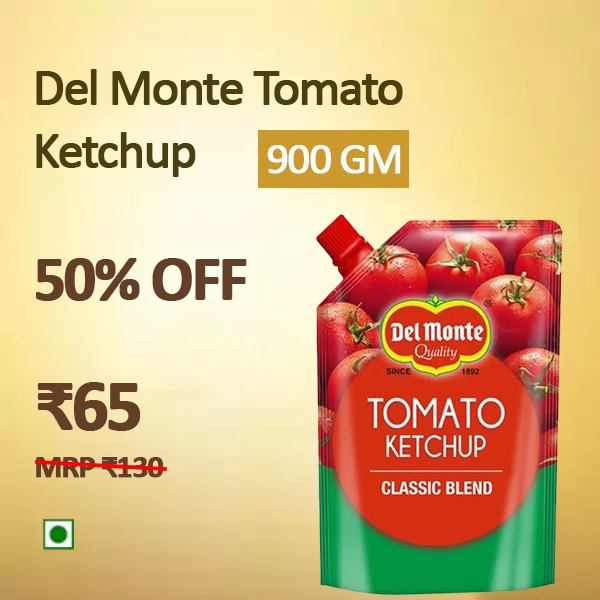 Del Monte Tomato
Ketchup
900 GM
50% OFF
₹65
MRP ₹130
Del Monte
®
Quality
SINCE 1892
TOMATO
KETCHUP
CLASSIC BLEND